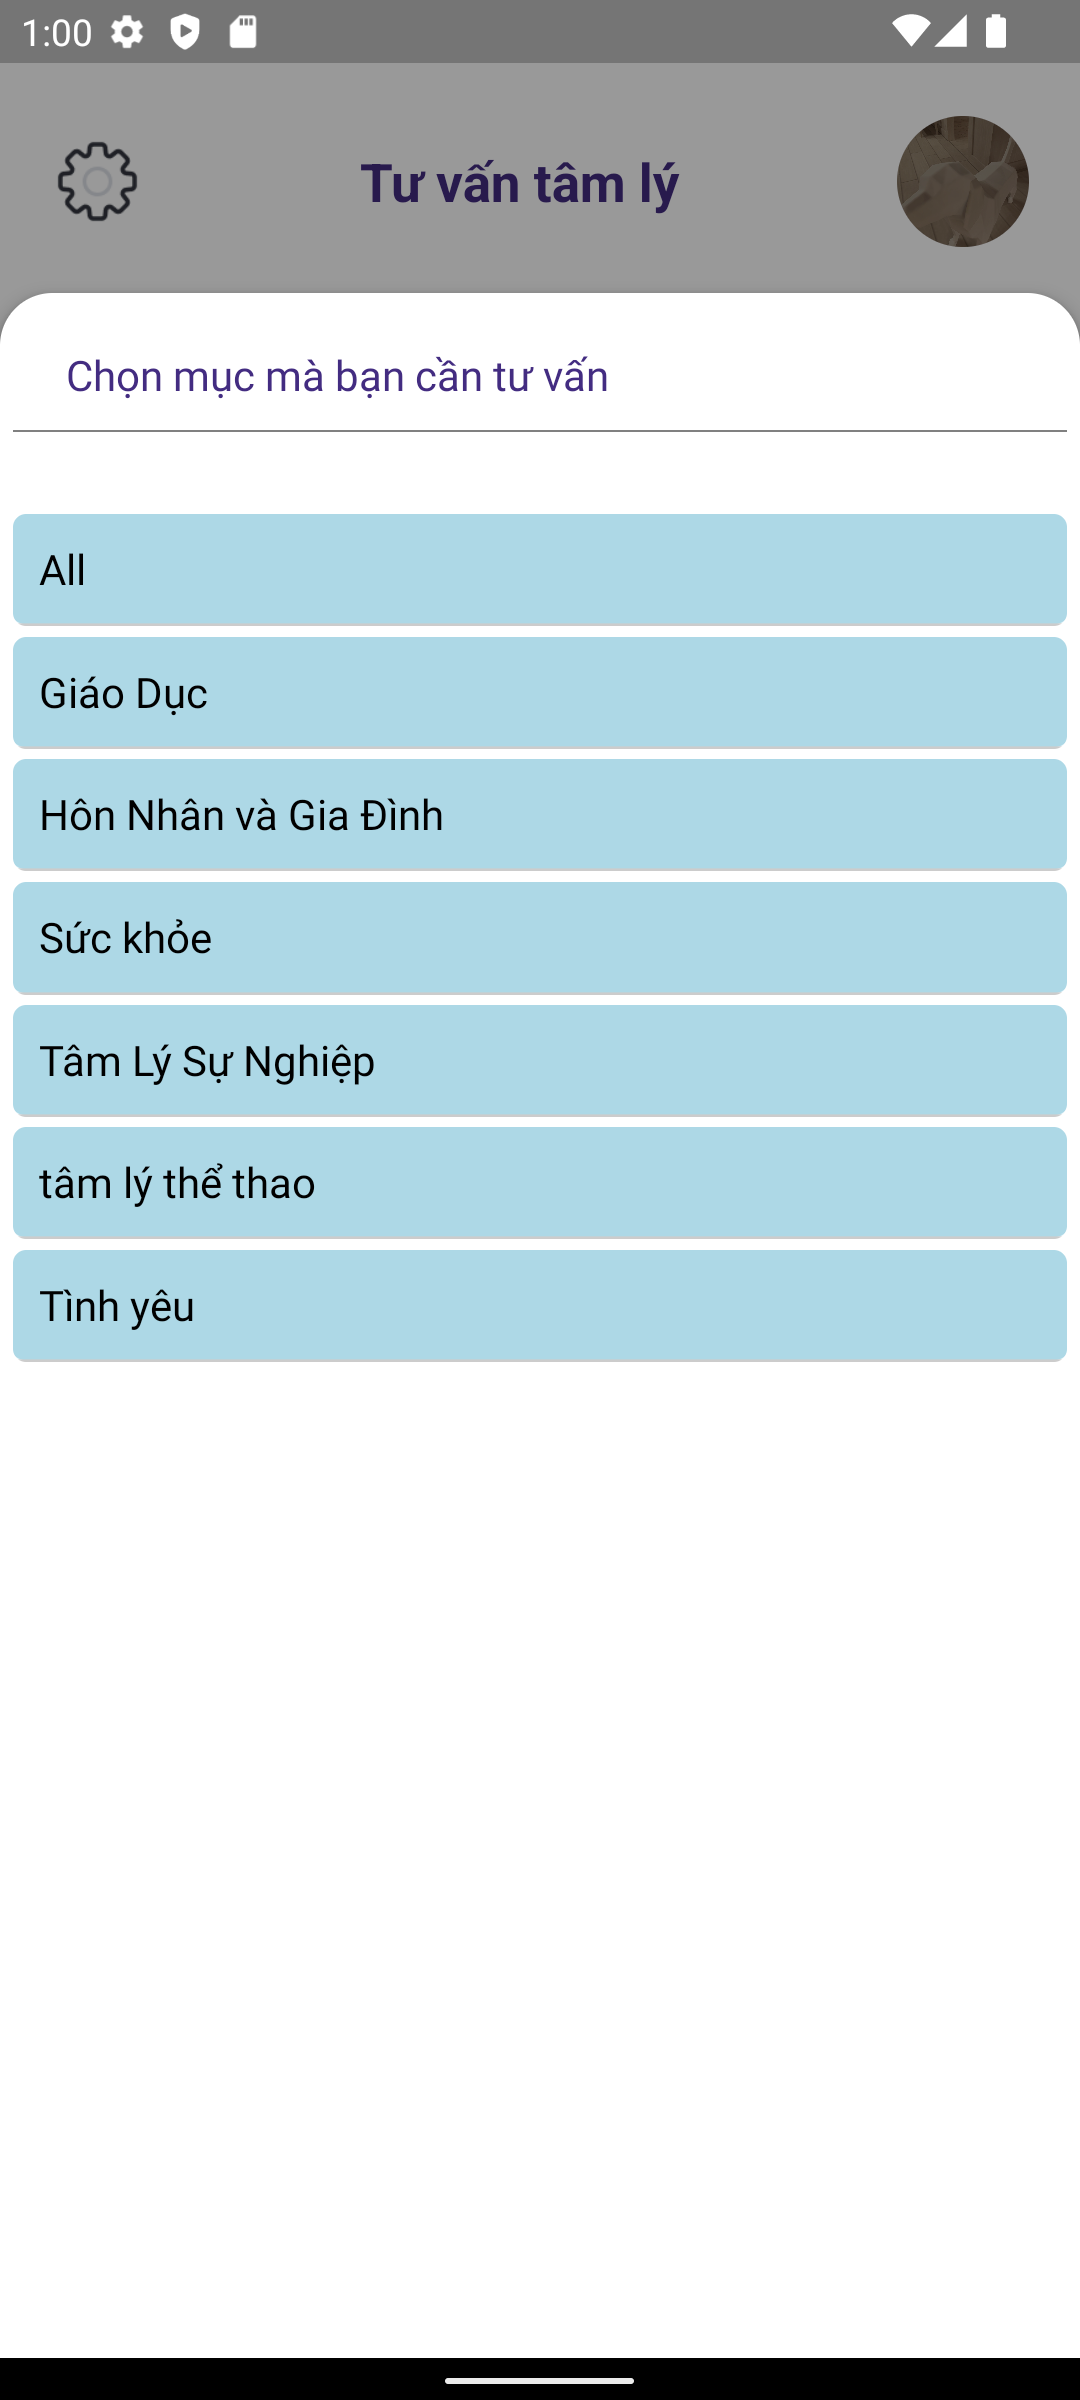 1:00
Tư vấn tâm lý
Chọn mục mà bạn cần tư vấn
All
Giáo Dục
Hôn Nhân và Gia Đình
Sức khỏe
Tâm Lý Sự Nghiệp
tâm lý thể thao
Tình yêu